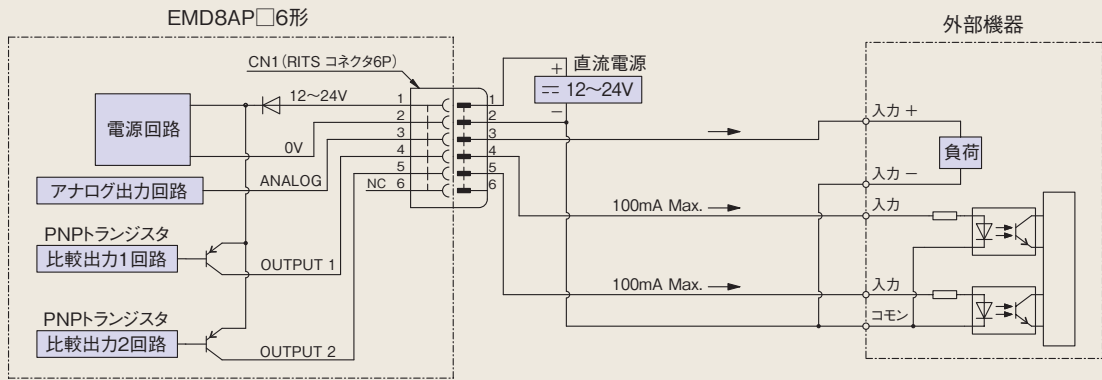 EMD8AP□6形
外部機器
CN1(RITS コネクタ6P)
直流電源
+
12~24V
−
電源回路
12~24V
0V
アナログ出力回路
ANALOG
NC
1
2
3
4
5
6
1
2
3
4
5
6
入力 +
負荷
入力 −
100mA Max.
入力
PNPトランジスタ
比較出力1回路
OUTPUT 1
100mA Max.
入力
コモン
PNPトランジスタ
比較出力2回路
OUTPUT 2